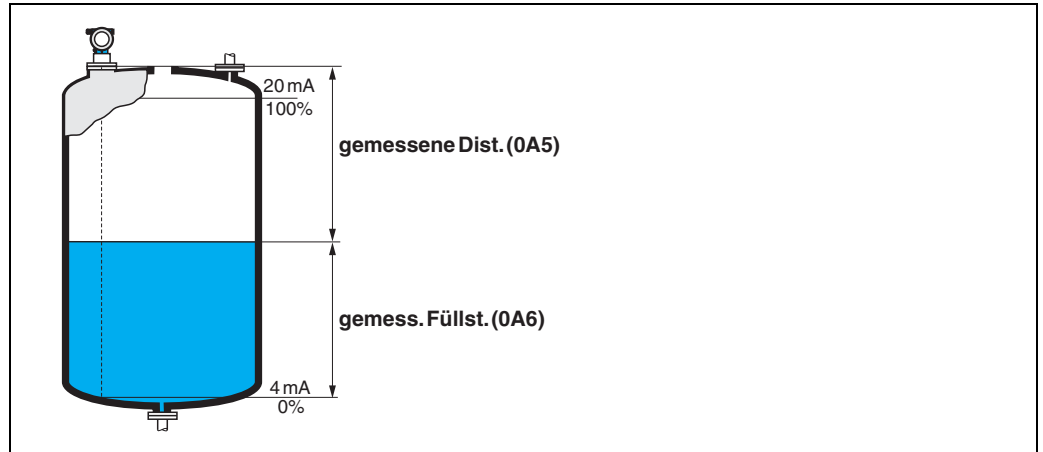 20 mA
100%
gemessene Dist. (0A5)
gemess. Füllst. (0A6)
4 mA
0%